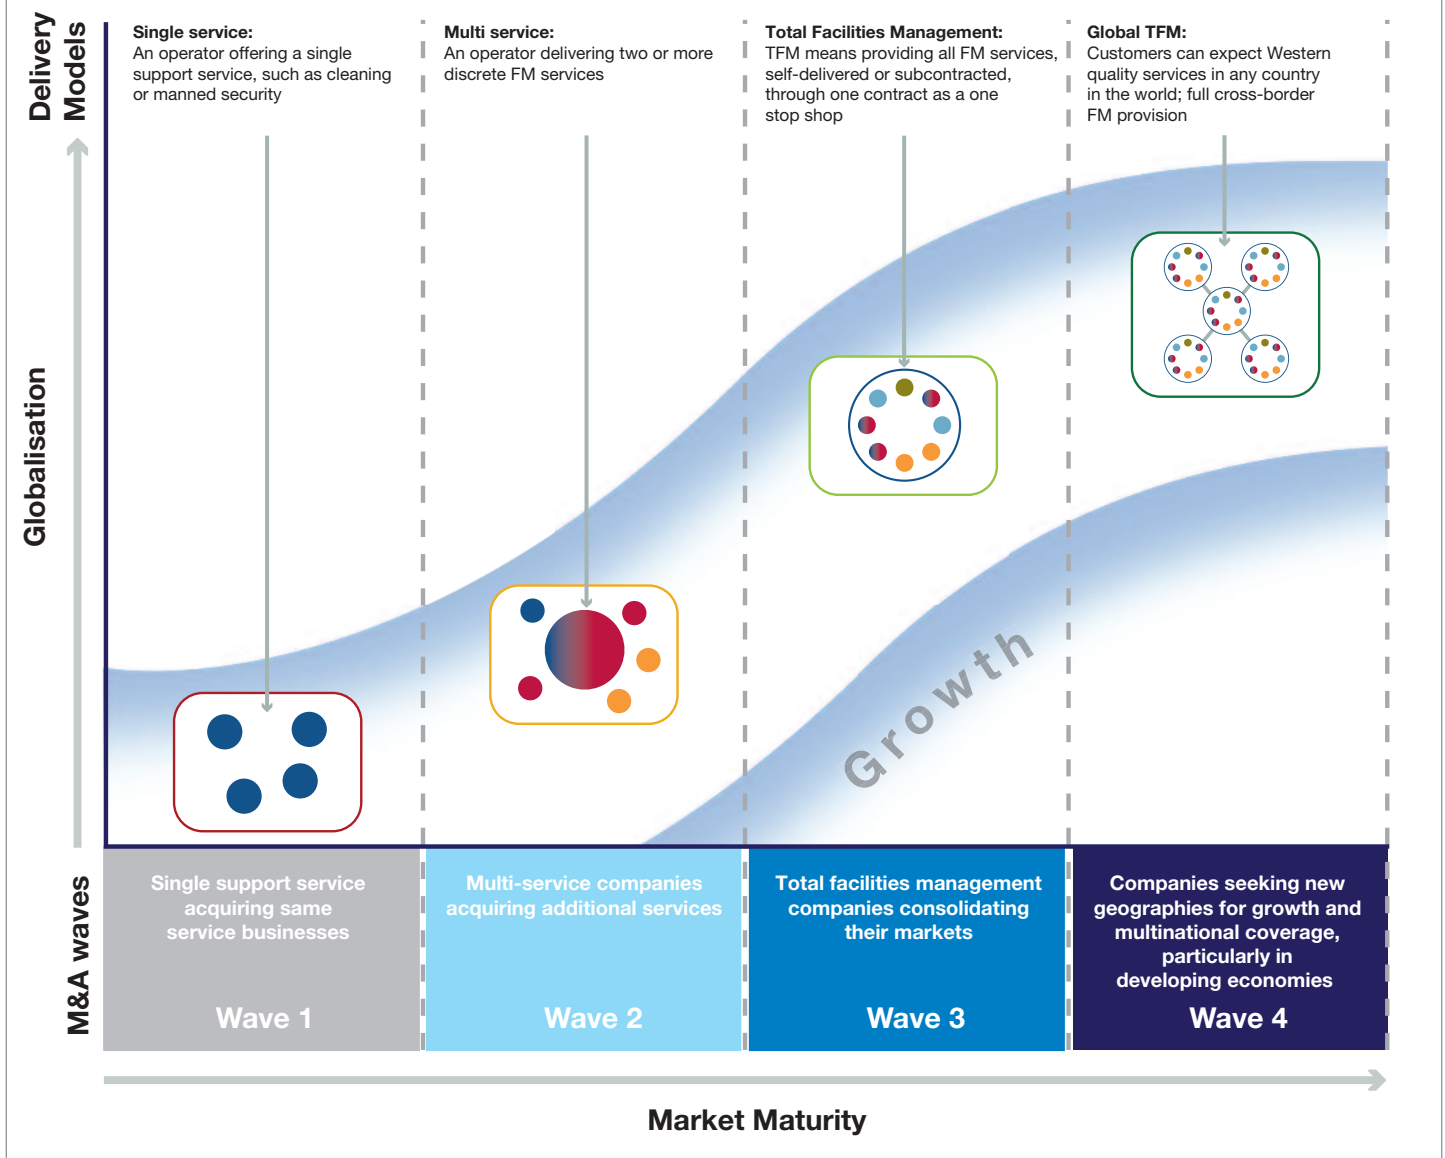 Delivery
Models
Single service:
An operator offering a single
support service, such as cleaning
or manned security
Multi service:
An operator delivering two or more
discrete FM services
Total Facilities Management:
TFM means providing all FM services,
self-delivered or subcontracted,
through one contract as a one
stop shop
Global TFM:
Customers can expect Western
quality services in any country
in the world; full cross-border
FM provision
Globalisation
Growth
M&A waves
Single support service
acquiring same
service businesses
Wave 1
Multi-service companies
acquiring additional services
Wave 2
Total facilities management
companies consolidating
their markets
Wave 3
Companies seeking new
geographies for growth and
multinational coverage,
particularly in
developing economies
Wave 4
Market Maturity